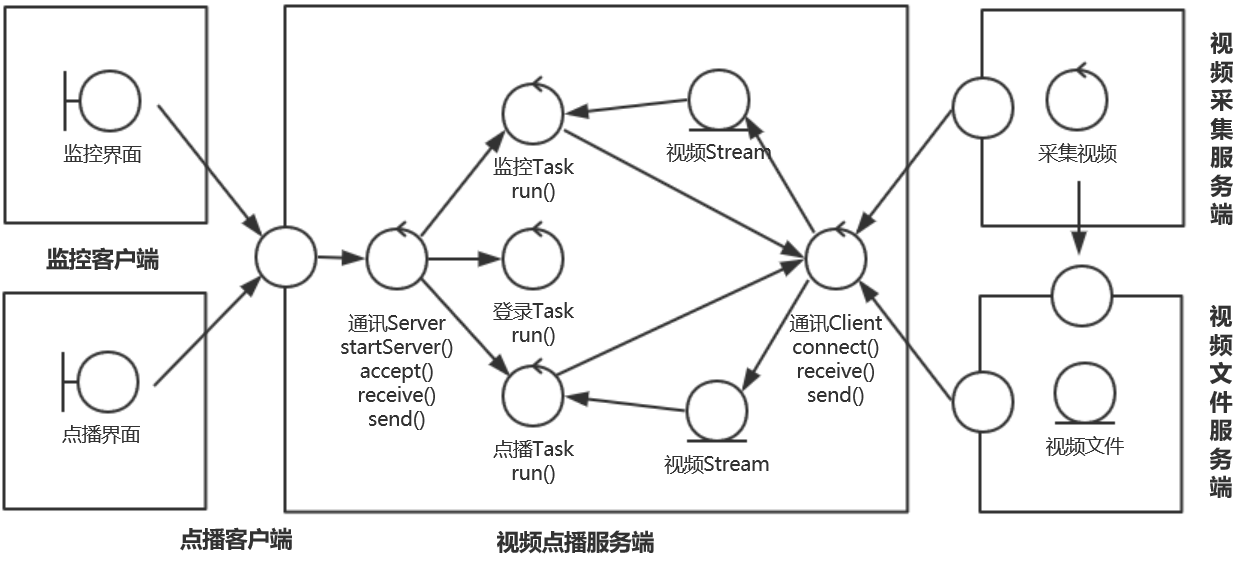 监控界面
监控客户端
点播界面
点播客户端
通讯Server
startServer()
accept()
receive()
send()
监控Task
run()
登录Task
run()
点播Task
run()
视频Stream
视频Stream
通讯Client
connect()
receive()
send()
视频点播服务端
采集视频
视频采集服务端
视频文件
视频文件服务端